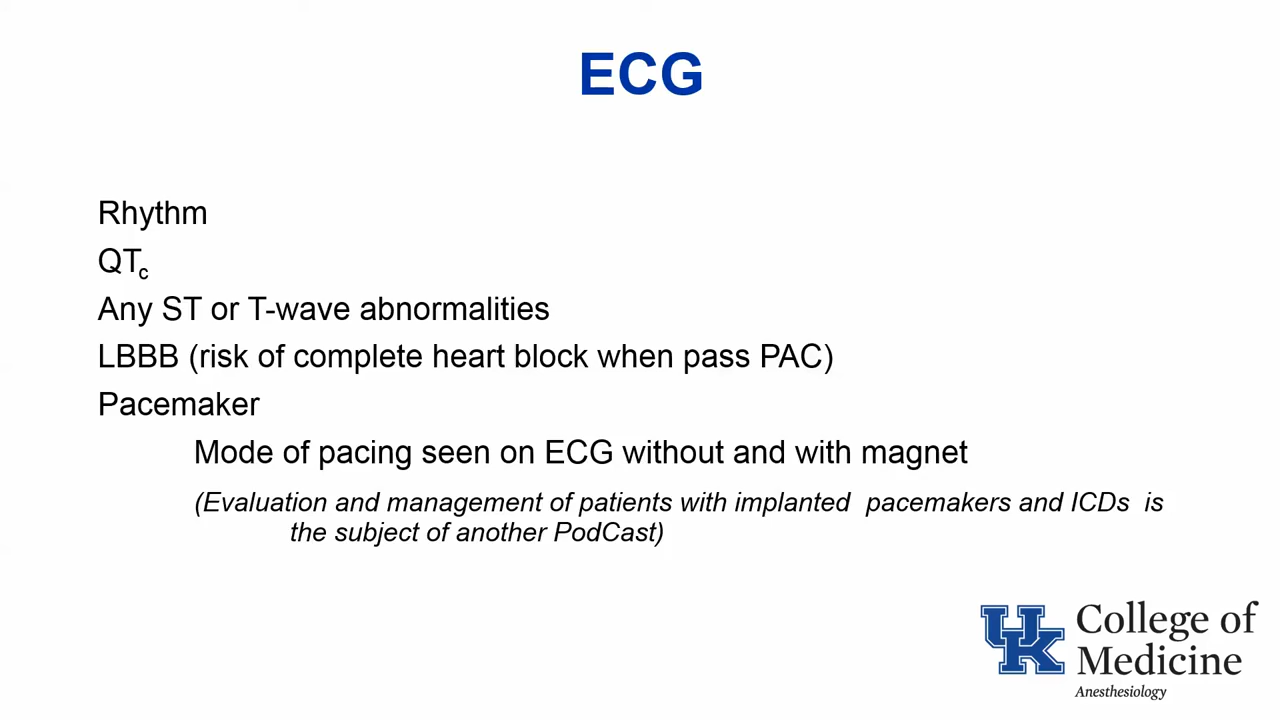 ECG
Rhythm
QTc
Any ST or T-wave abnormalities
LBBB (risk of complete heart block when pass PAC)
Pacemaker
Mode of pacing seen on ECG without and with magnet
(Evaluation and management of patients with implanted pacemakers and ICDs is
the subject of another PodCast)
UK
College of
Medicine
Anesthesiology